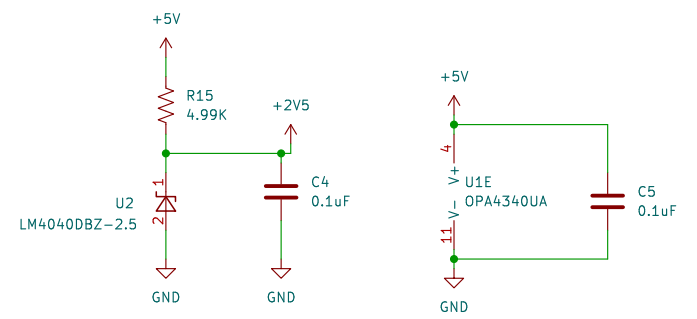 +5V
R15
4.99K
+2V5
1
U2
LM4040DBZ-2.5
2
C4
0.1uF
GND
GND
+5V
4
V+
U1E
OPA4340UA
V-
11
C5
0.1uF
GND